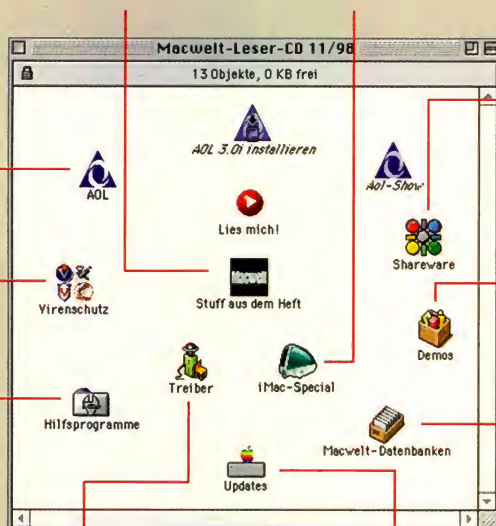 Macwelt-Leser-CD 11/98
13 Objekte, 0 KB frei
AOL 3.0i installieren
AOL
Aol-Show
Lies mich!
Shareware
Macwelt
Stuff aus dem Heft
Virenschutz
Demos
Treiber
iMac-Special
Hilfsprogramme
Macwelt-Datenbanken
Updates